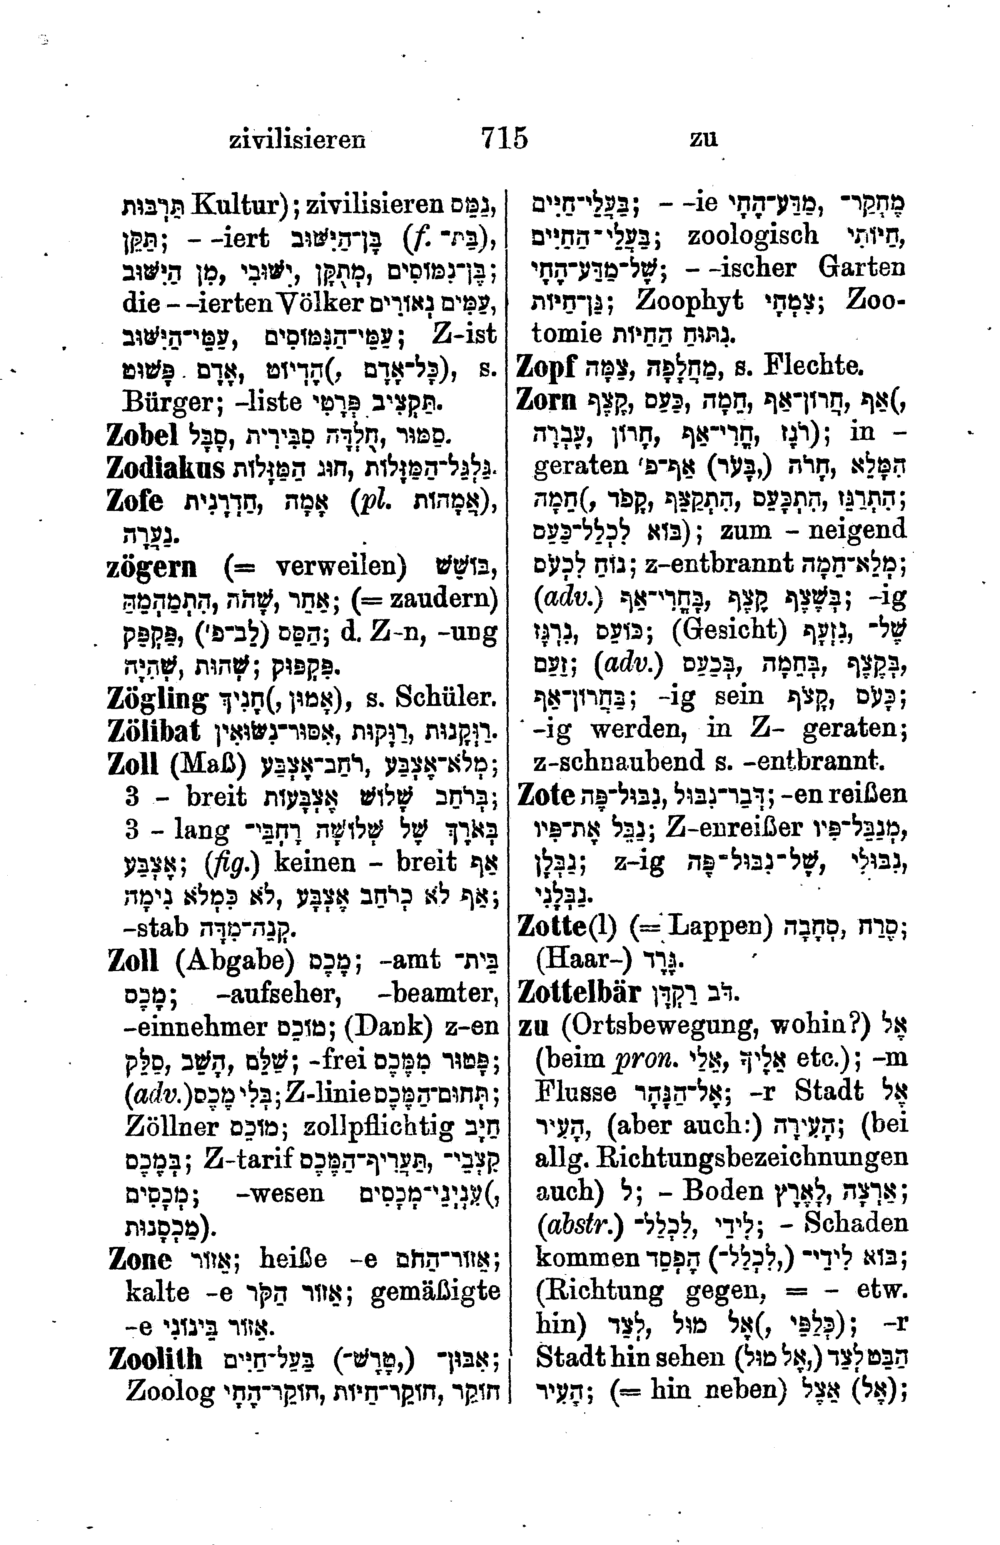 zivilisieren 715 zu
תַּרְבּוּת Kultur); zivilisieren נִמֵּס,
תַּקֵּן; – -iert בֶּן־הַיִּשּׁוּב (f. בַּת־),
בֶּן־נִמוֹסִים, מְתֻקָּן, יִשּׁוּבִי, מִן הַיִּשּׁוּב;
die – -ierten Völker עַמִּים נְאוֹרִים,
עַמֵּי־הַנִּמוֹסִים, עַמֵּי־הַיִּשּׁוּב; Z-ist
(כָּל־אָדָם, הֶדְיוֹט), אָדָם פָּשׁוּט, s.
Bürger; -liste תַּקְצִיב פְּרָטִי.
Zobel סַמּוּר, חֻלְדָּה סִבִּירִית, סַבָּל.
Zodiakus גַּלְגַּל־הַמַּזָּלוֹת, חוּג הַמַּזָּלוֹת.
Zofe אָמָה, חַדְרָנִית (pl. אֲמָהוֹת),
נַעֲרָה.
zögern (= verweilen) בּוֹשֵׁשׁ,
אַחַר, שָׁהֹה, הִתְמַהְמַהּ; (= zaudern)
הַסֵּס (לב־פ'), פַּקְפֵּק; d. Z-n, -ung
פִּקְפּוּק; שְׁהוּת, שְׁהִיָּה.
Zögling חָנִיךְ (, אָמוּן), s. Schüler.
Zölibat רַוָּקוּת, רַוְקָנוּת, אִסּוּר־נִשּׂוּאִין.
Zoll (Maß) מְלֹא־אֶצְבַּע, רֹחַב־אֶצְבַּע;
3 – breit בְּרֹחַב שָׁלוֹשׁ אֶצְבָּעוֹת;
3 – lang בְּאֹרֶךְ שֶׁל שְׁלוֹשָׁה רָחְבֵי־
אֶצְבַּע; (fig.) keinen – breit אַף
אַף לֹא כְרֹחַב אֶצְבַּע, לֹא כִּמְלֹא נִימָה;
-stab קְנֵה־מִדָּה.
Zoll (Abgabe) מֶכֶס; -amt בֵּית־
מֶכֶס; -aufseher, -beamter,
-einnehmer מוֹכֵס; (Dank) z-en
שַׁלֵּם, הָשֵׁב, סַלֵּק; -frei פָּטוּר מִמֶּכֶס;
(adv.) בְּלִי מֶכֶס; Z-linie תְּחוּם־הַמֶּכֶס;
Zöllner מוֹכֵס; zollpflichtig חַיָּב
בְּמֶכֶס; Z-tarif תַּעֲרִיף־הַמֶּכֶס, קִצְבֵי־
מְכָסִים; -wesen עִנְיְנֵי־מְכָסִים (,
מַכְסָנוּת).
Zone אֵזוֹר; heiße -e אֵזוֹר־הַחֹם;
kalte -e אֵזוֹר הַקֹּר; gemäßigte
-e אֵזוֹר בֵּינוֹנִי.
Zoolith אִבּוּן־ (, טָרָשׁ־) בַּעַל־חַיִּים;
Zoolog חוֹקֵר, חוֹקֵר־חַיּוֹת, חוֹקֵר־הַחָי
מְחַקֵּר־ בַּעֲלֵי־חַיִּים; – -ie מַדַּע־הָחָי,
בַּעֲלֵי־הַחַיִּים; zoologisch חַיּוּתִי,
שֶׁל־מַדַּע־הָחָי; – -ischer Garten
גַּן־חַיּוֹת; Zoophyt צִמְחַי; Zoo-
tomie נִתּוּחַ הַחַיּוֹת.
Zopf מַחְלָפָה, צַמָּה, s. Flechte.
Zorn אַף (, חֲרוֹן־אַף, חֵמָה, כַּעַס, קֶצֶף,
רֹגֶז, חֳרִי־אַף, חָרוֹן, עֶבְרָה); in –
geraten הִמָּלֵא, חָרֹה (, בָּעֹר) אַף־פ'
חֵמָה (, קָפֹד, הִתְקַצֵּף, הִתְכַּעֵס, הִתְרַגֵּז;
בּוֹא לִכְלַל־כַּעַס); zum – neigend
נוֹחַ לִכְעֹס; z-entbrannt מְלֵא־חֵמָה;
(adv.) בְּשֶׁצֶף קֶצֶף, בָּחֳרִי־אַף; -ig
שֶׁל־ (Gesicht) נִזְעָף; כּוֹעֵס, נִרְגָּז
זָעֵם; (adv.) בְּקֶצֶף, בְּחֵמָה, בְּכַעַס,
בַּחֲרוֹן־אַף; -ig sein כָּעֹס, קָצֹף;
-ig werden, in Z- geraten;
z-schnaubend s. -entbrannt.
Zote דְּבַר־נִבּוּל, נִבּוּל־פֶּה; -en reißen
נַבֵּל אֶת־פִּיו; Z-enreißer מְנַבֵּל־פִּיו,
נַבְּלָן; z-ig שֶׁל־נִבּוּל־פֶּה, נִבּוּלִי,
נַבְּלָנִי.
Zotte(l) (= Lappen) סְחָבָה, סֶרַח;
(Haar-) גָּרָד.
Zottelbär דֹּב רַקְדָּן.
zu (Ortsbewegung, wohin?) אֶל
(beim pron. אֵלַי, אֵלֶיךָ etc.); -m
Flusse אֶל־הַנָּהָר; -r Stadt אֶל
הָעִיר, (aber auch:) הָעִירָה; (bei
allg. Richtungsbezeichnungen
auch) לְ; – Boden אַרְצָה, לָאָרֶץ;
(abstr.) לִידֵי, לִכְלַל־; – Schaden
kommen בּוֹא לִידֵי־ (, לִכְלַל־) הֶפְסֵד;
(Richtung gegen, = – etw.
hin) לְצַד, מוּל, אֶל (, כְּלַפֵּי); -r
Stadt hin sehen הַבֵּט לְצַד (, אֶל מוּל)
הָעִיר; (= hin neben) אֵצֶל (אֶל);